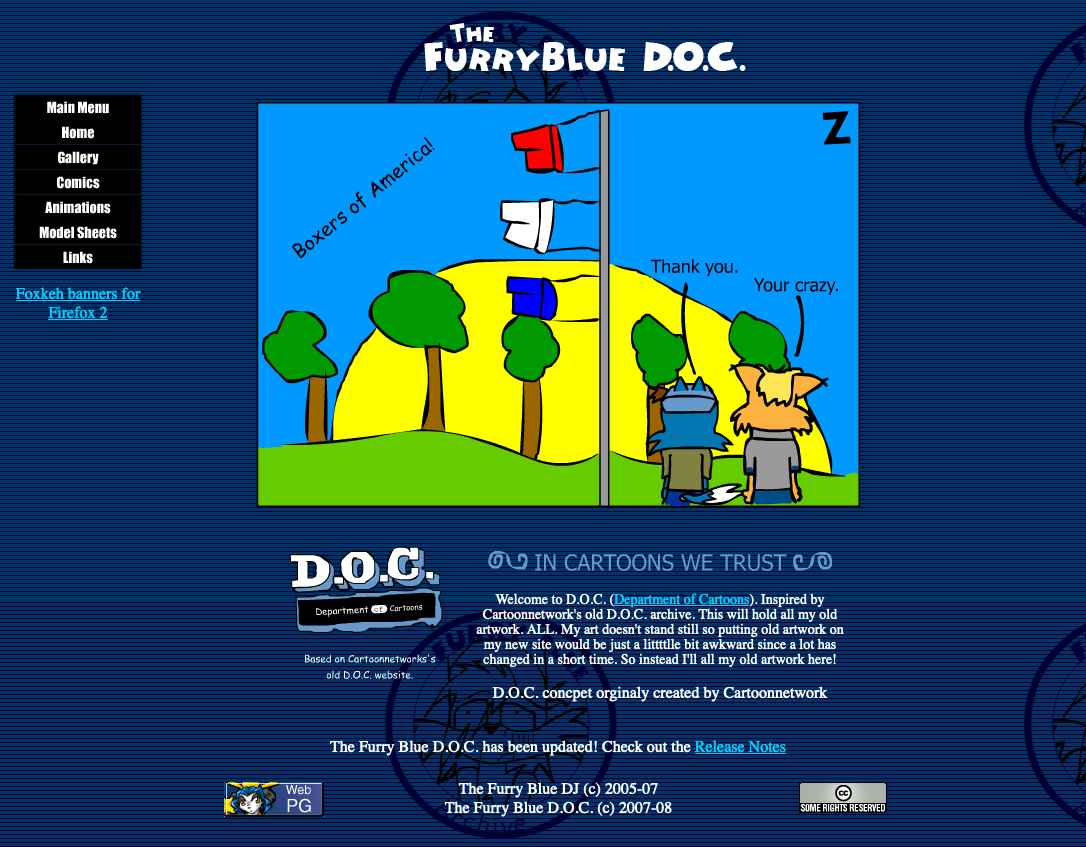 THE
FURRYBLUE D.O.C.
Main Menu
Home
Gallery
Comics
Animations
Model Sheets
Links
Foxkeh banners for
Firefox 2
Z
Boxers of America!
Thank you.
Your crazy.
D.O.C.
Department of Cartoons
Based on Cartoonnetworks's
old D.O.C. website.
IN CARTOONS WE TRUST
Welcome to D.O.C. (Department of Cartoons). Inspired by
Cartoonnetwork's old D.O.C. archive. This will hold all my old
artwork. ALL. My art doesn't stand still so putting old artwork on
my new site would be just a litttttle bit awkward since a lot has
changed in a short time. So instead I'll all my old artwork here!
D.O.C. concpet orginaly created by Cartoonnetwork
The Furry Blue D.O.C. has been updated! Check out the Release Notes
Web
PG
The Furry Blue DJ (c) 2005-07
The Furry Blue D.O.C. (c) 2007-08
cc
SOME RIGHTS RESERVED
Archive